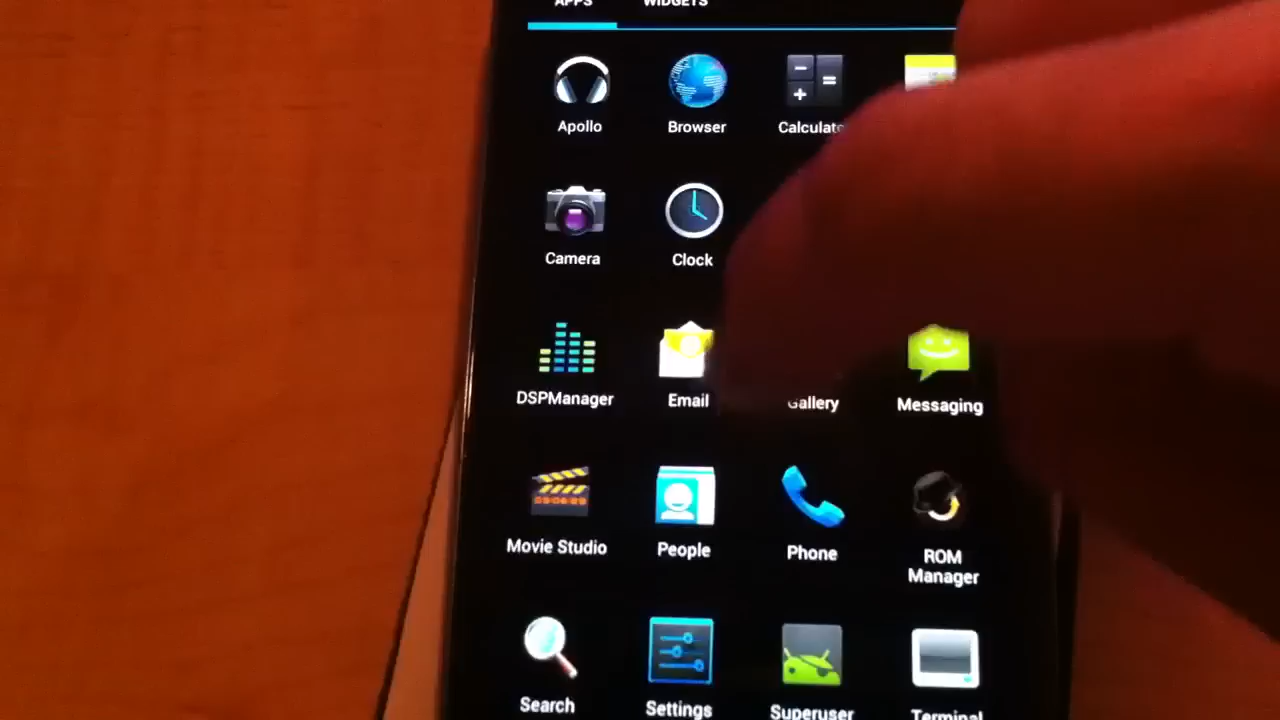 APPS WIDGETS
Apollo Browser
Camera Clock
DSPManager Email Gallery Messaging
Movie Studio People Phone ROM
Manager
Search Settings Superuser Terminal